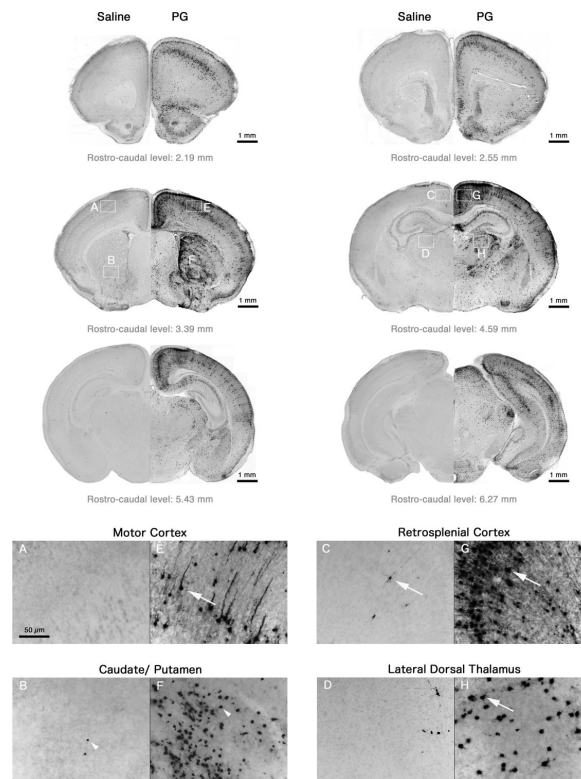 Saline PG
Saline PG
1 mm
1 mm
Rostro-caudal level: 2.19 mm
Rostro-caudal level: 2.55 mm
A
E
B
F
1 mm
C
G
D
H
1 mm
Rostro-caudal level: 3.39 mm
Rostro-caudal level: 4.59 mm
1 mm
1 mm
Rostro-caudal level: 5.43 mm
Rostro-caudal level: 6.27 mm
Motor Cortex
A
E
50 µm
Retrosplenial Cortex
C
G
Caudate/ Putamen
B
F
Lateral Dorsal Thalamus
D
H